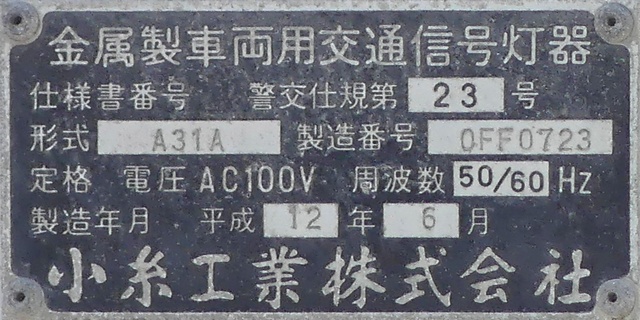 金属製車両用交通信号灯器
仕様書番号 警交仕規第 23 号
形式 A31A 製造番号 0FF0723
定格 電圧 AC100V 周波数 50/60 Hz
製造年月 平成 12 年 6 月
小糸工業株式会社